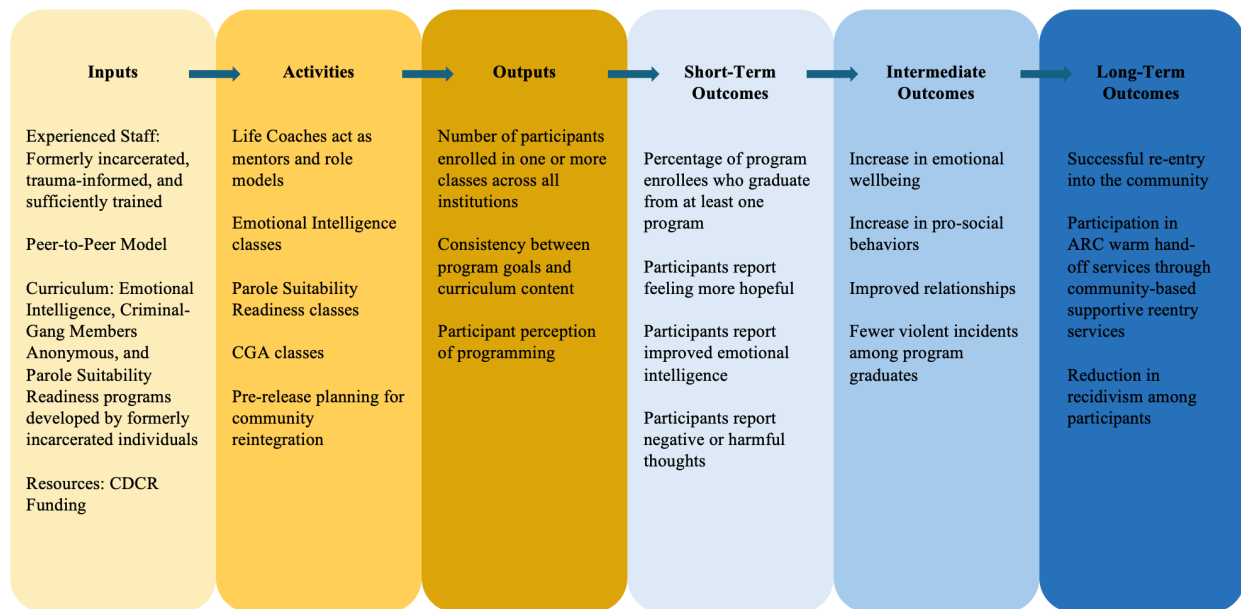 Inputs
Experienced Staff:
Formerly incarcerated,
trauma-informed, and
sufficiently trained
Peer-to-Peer Model
Curriculum: Emotional
Intelligence, Criminal-
Gang Members
Anonymous, and
Parole Suitability
Readiness programs
developed by formerly
incarcerated individuals
Resources: CDCR
Funding
Activities
Life Coaches act as
mentors and role
models
Emotional Intelligence
classes
Parole Suitability
Readiness classes
CGA classes
Pre-release planning for
community
reintegration
Outputs
Number of participants
enrolled in one or more
classes across all
institutions
Consistency between
program goals and
curriculum content
Participant perception
of programming
Short-Term
Outcomes
Percentage of program
enrollees who graduate
from at least one
program
Participants report
feeling more hopeful
Participants report
improved emotional
intelligence
Participants report
negative or harmful
thoughts
Intermediate
Outcomes
Increase in emotional
wellbeing
Increase in pro-social
behaviors
Improved relationships
Fewer violent incidents
among program
graduates
Long-Term
Outcomes
Successful re-entry
into the community
Participation in
ARC warm hand-
off services through
community-based
supportive reentry
services
Reduction in
recidivism among
participants